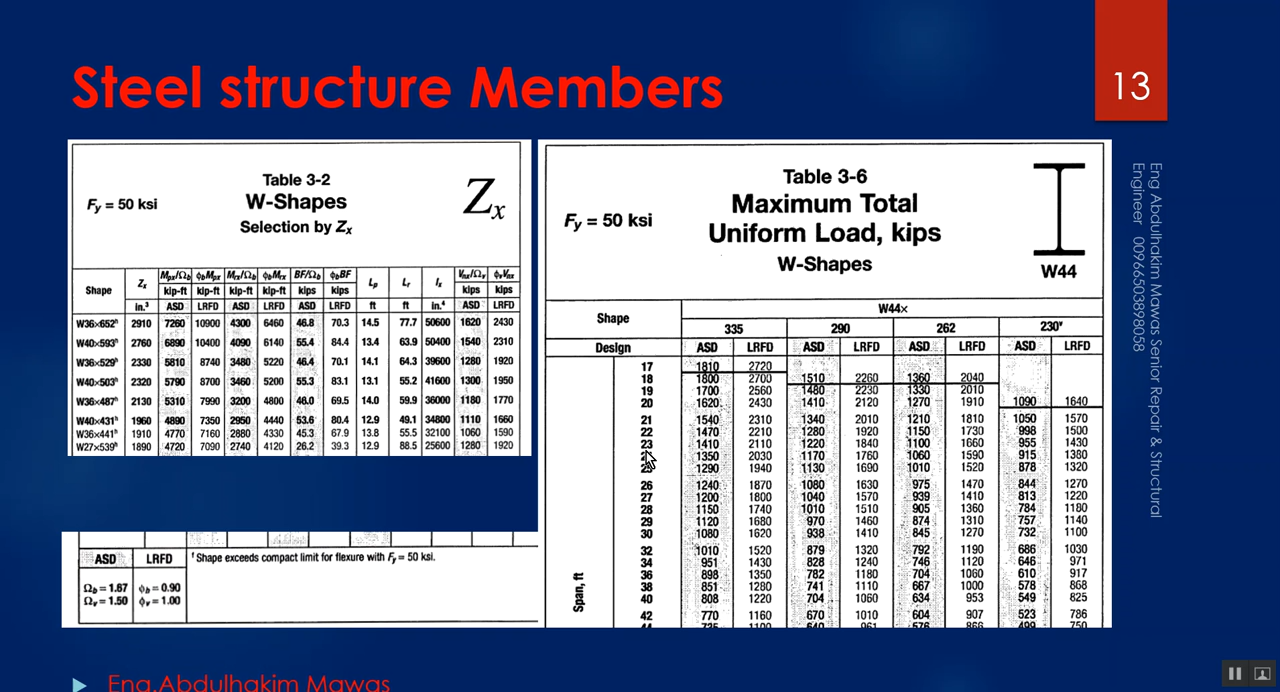 Steel structure Members
13
Table 3-2
W-Shapes
Selection by Zx
Fy = 50 ksi
Zx
Shape Zx Mpx/Ωb ϕbMpx Mrx/Ωb ϕbMrx BF/Ωb ϕbBF Lp Lr Ix Vnx/Ωv ϕvVnx
kip-ft kip-ft kip-ft kip-ft kips kips kips kips
in.³ ASD LRFD ASD LRFD ASD LRFD ft ft in.⁴ ASD LRFD
W36×652ʰ 2910 7260 10900 4300 6460 46.8 70.3 14.5 77.7 50600 1620 2430
W40×593ʰ 2760 6890 10400 4090 6140 55.4 84.4 13.4 63.9 50400 1540 2310
W36×529ʰ 2330 5810 8740 3480 5220 46.4 70.1 14.1 64.3 39600 1280 1920
W40×503ʰ 2320 5790 8700 3460 5200 55.3 83.1 13.1 55.2 41600 1300 1950
W36×487ʰ 2130 5310 7990 3200 4800 46.0 69.5 14.0 59.9 36000 1180 1770
W40×431ʰ 1960 4890 7350 2950 4440 53.6 80.4 12.9 49.1 34800 1110 1660
W36×441ʰ 1910 4770 7160 2880 4330 45.3 67.9 13.8 55.5 32100 1060 1590
W27×539ʰ 1890 4720 7090 2740 4120 26.2 39.3 12.9 88.5 25600 1280 1920
ASD LRFD
Ωb = 1.67 ϕb = 0.90
Ωv = 1.50 ϕv = 1.00
ᶠ Shape exceeds compact limit for flexure with Fy = 50 ksi.
Table 3-6
Maximum Total
Uniform Load, kips
W-Shapes
Fy = 50 ksi
W44
Shape W44×
335 290 262 230ᵛ
Design ASD LRFD ASD LRFD ASD LRFD ASD LRFD
Span, ft
17 1810 2720
18 1800 2700 1510 2260 1360 2040
19 1700 2560 1480 2230 1330 2010
20 1620 2430 1410 2120 1270 1910 1090 1640
21 1540 2310 1340 2010 1210 1810 1050 1570
22 1470 2210 1280 1920 1150 1730 998 1500
23 1410 2110 1220 1840 1100 1660 955 1430
1350 2030 1170 1760 1060 1590 915 1380
25 1290 1940 1130 1690 1010 1520 878 1320
26 1240 1870 1080 1630 975 1470 844 1270
27 1200 1800 1040 1570 939 1410 813 1220
28 1150 1740 1010 1510 905 1360 784 1180
29 1120 1680 970 1460 874 1310 757 1140
30 1080 1620 938 1410 845 1270 732 1100
32 1010 1520 879 1320 792 1190 686 1030
34 951 1430 828 1240 746 1120 646 971
36 898 1350 782 1180 704 1060 610 917
38 851 1280 741 1110 667 1000 578 868
40 808 1220 704 1060 634 953 549 825
42 770 1160 670 1010 604 907 523 786
Eng Abdulhakim Mawas Senior Repair & Structural
Engineer 00966503898058
Eng.Abdulhakim Mawas